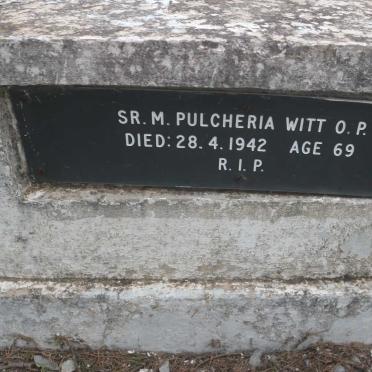 SR. M. PULCHERIA WITT O. P.
DIED: 28. 4. 1942 AGE 69
R. I. P.